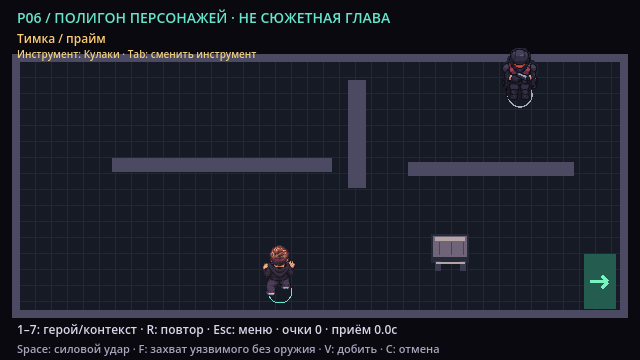 P06 / ПОЛИГОН ПЕРСОНАЖЕЙ · НЕ СЮЖЕТНАЯ ГЛАВА
Тимка / прайм
Инструмент: Кулаки · Tab: сменить инструмент
1–7: герой/контекст · R: повтор · Esc: меню · очки 0 · приём 0.0с
Space: силовой удар · F: захват уязвимого без оружия · V: добить · C: отмена